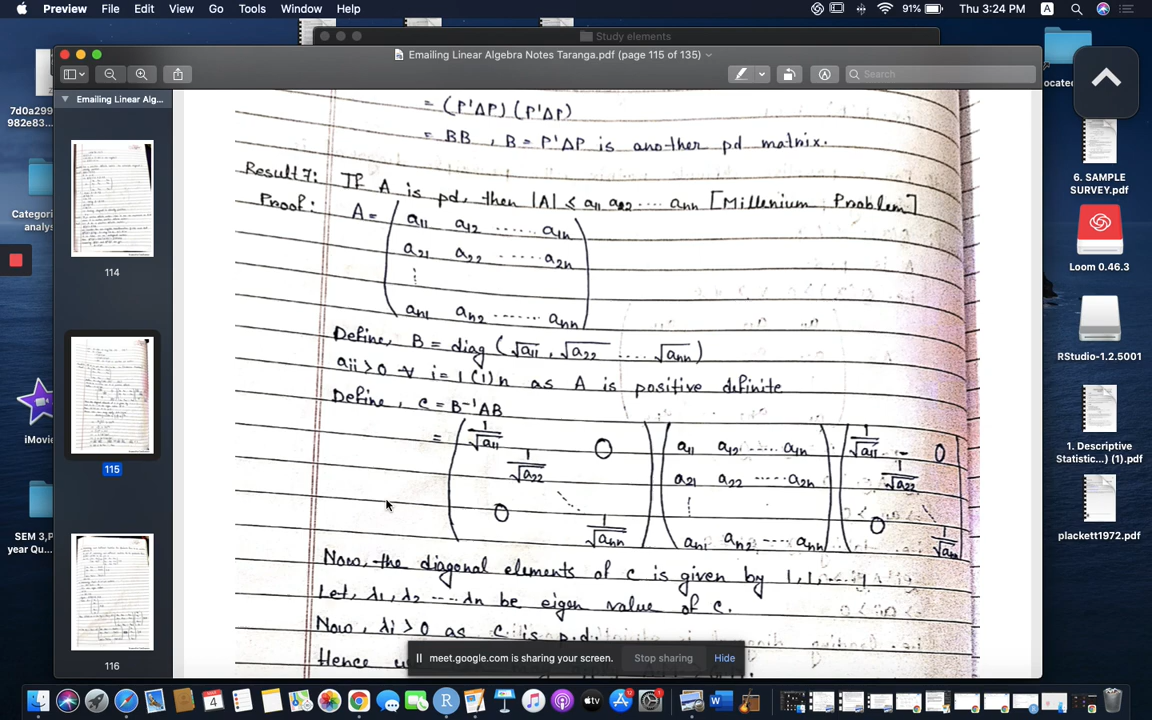 Preview File Edit View Go Tools Window Help
91% Thu 3:24 PM A
Study elements
Emailing Linear Algebra Notes Taranga.pdf (page 115 of 135)
Search
Emailing Linear Alg...
7d0a299
982e83...
Categori
analys
iMovie
SEM 3,P
year Qu...
114
115
116
= (P'ΔP) (P'ΔP)
= BB , B = P'ΔP is another pd matrix.
Result 7: If A is pd, then |A| ≤ a11 a22 .... ann [Millenium Problem]
Proof: A = ( a11 a12 ...... a1n
a21 a22 ..... a2n
⋮
an1 an2 ...... ann )
Define, B = diag (√a11 , √a22 .... √ann)
aii > 0 ∀ i = 1(1)n as A is positive definite
Define, C = B⁻¹AB
= ( 1/√a11 0 ( a11 a12 ..... a1n ( 1/√a11 - 0
1/√a22 a21 a22 ..... a2n 1/√a22
0 1/√ann ) an1 an2 .... ann ) 0 1/√ann )
Now, the diagonal elements of C is given by 1, 1, ....
Let, λ1, λ2 .... λn be eigen value of C.
Now, λi > 0 as C is p.d.
Hence
meet.google.com is sharing your screen. Stop sharing Hide
ocated
6. SAMPLE
SURVEY.pdf
Loom 0.46.3
RStudio-1.2.5001
1. Descriptive
Statistic...) (1).pdf
plackett1972.pdf